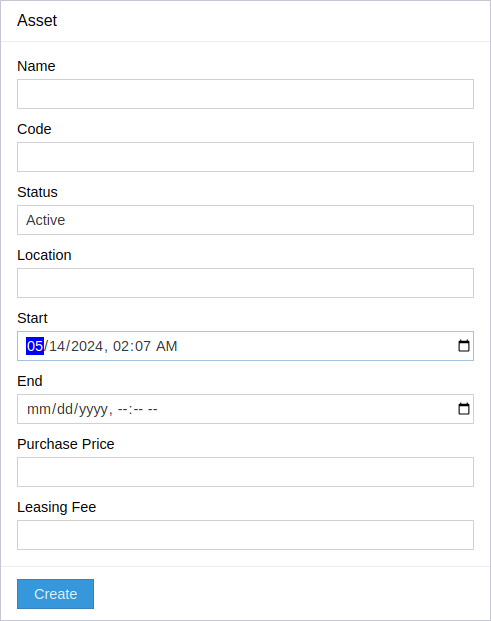 Asset
Name
Code
Status
Active
Location
Start
05/14/2024, 02:07 AM
End
mm/dd/yyyy, --:-- --
Purchase Price
Leasing Fee
Create